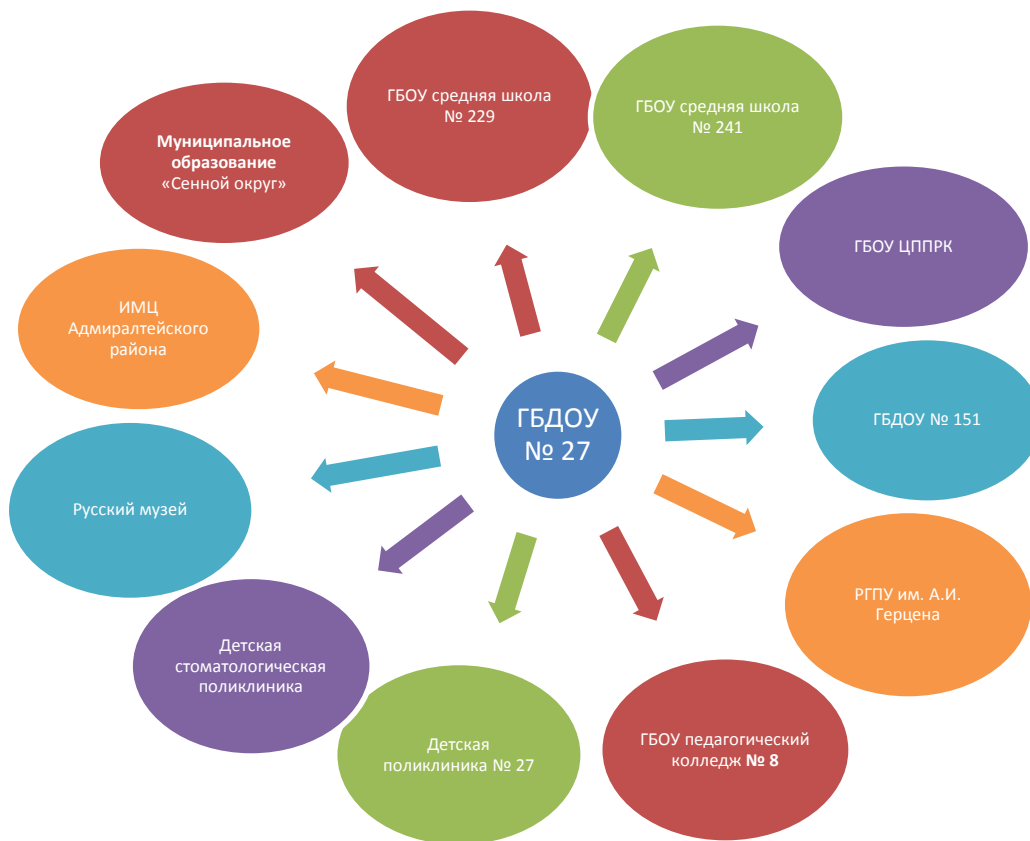 ГБОУ средняя школа
№ 229
ГБОУ средняя школа
№ 241
Муниципальное
образование
«Сенной округ»
ГБОУ ЦППРК
ИМЦ
Адмиралтейского
района
ГБДОУ
№ 27
ГБДОУ № 151
Русский музей
РГПУ им. А.И.
Герцена
Детская
стоматологическая
поликлиника
Детская
поликлиника № 27
ГБОУ педагогический
колледж № 8